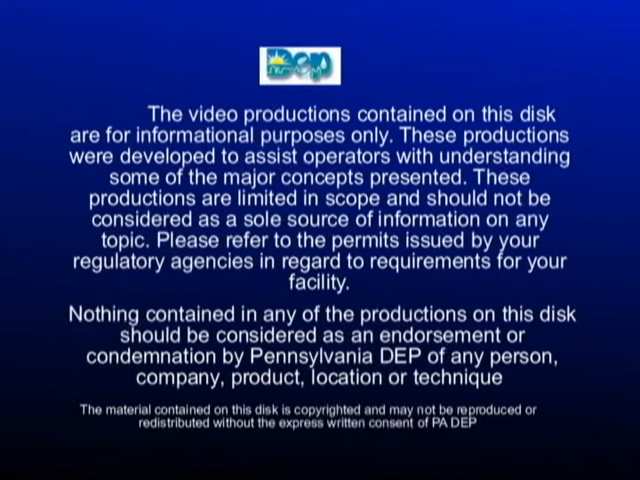 Dep
The video productions contained on this disk
are for informational purposes only. These productions
were developed to assist operators with understanding
some of the major concepts presented. These
productions are limited in scope and should not be
considered as a sole source of information on any
topic. Please refer to the permits issued by your
regulatory agencies in regard to requirements for your
facility.
Nothing contained in any of the productions on this disk
should be considered as an endorsement or
condemnation by Pennsylvania DEP of any person,
company, product, location or technique
The material contained on this disk is copyrighted and may not be reproduced or
redistributed without the express written consent of PA DEP